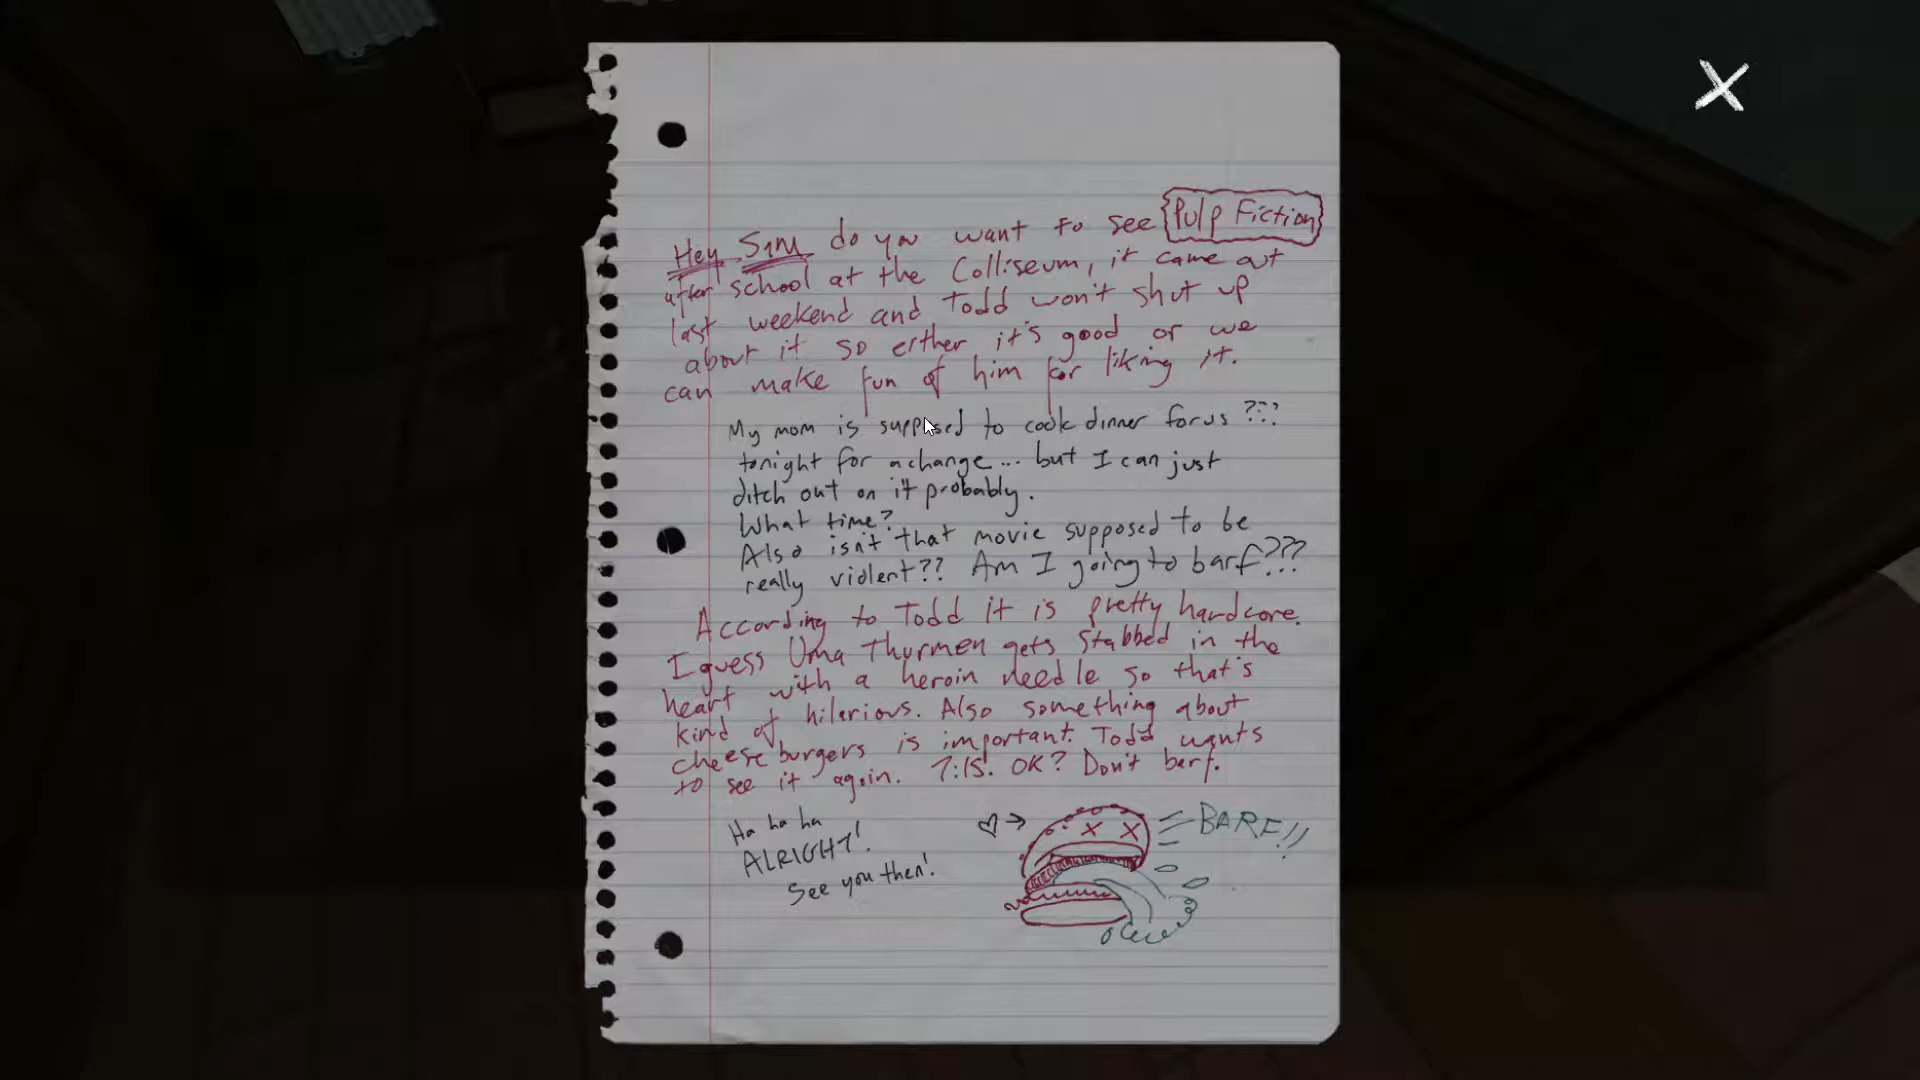 Hey Sam do you want to see Pulp Fiction
after school at the Colliseum, it came out
last weekend and Todd won't shut up
about it so either it's good or we
can make fun of him for liking it.
My mom is supposed to cook dinner for us ???
tonight for a change... but I can just
ditch out on it probably.
What time?
Also isn't that movie supposed to be
really violent?? Am I going to barf???
According to Todd it is pretty hardcore.
I guess Uma Thurmen gets stabbed in the
heart with a heroin needle so that's
kind of hilarious. Also something about
cheeseburgers is important. Todd wants
to see it again. 7:15. OK? Don't barf.
Ha ha ha
ALRIGHT!
See you then!
BARF!!